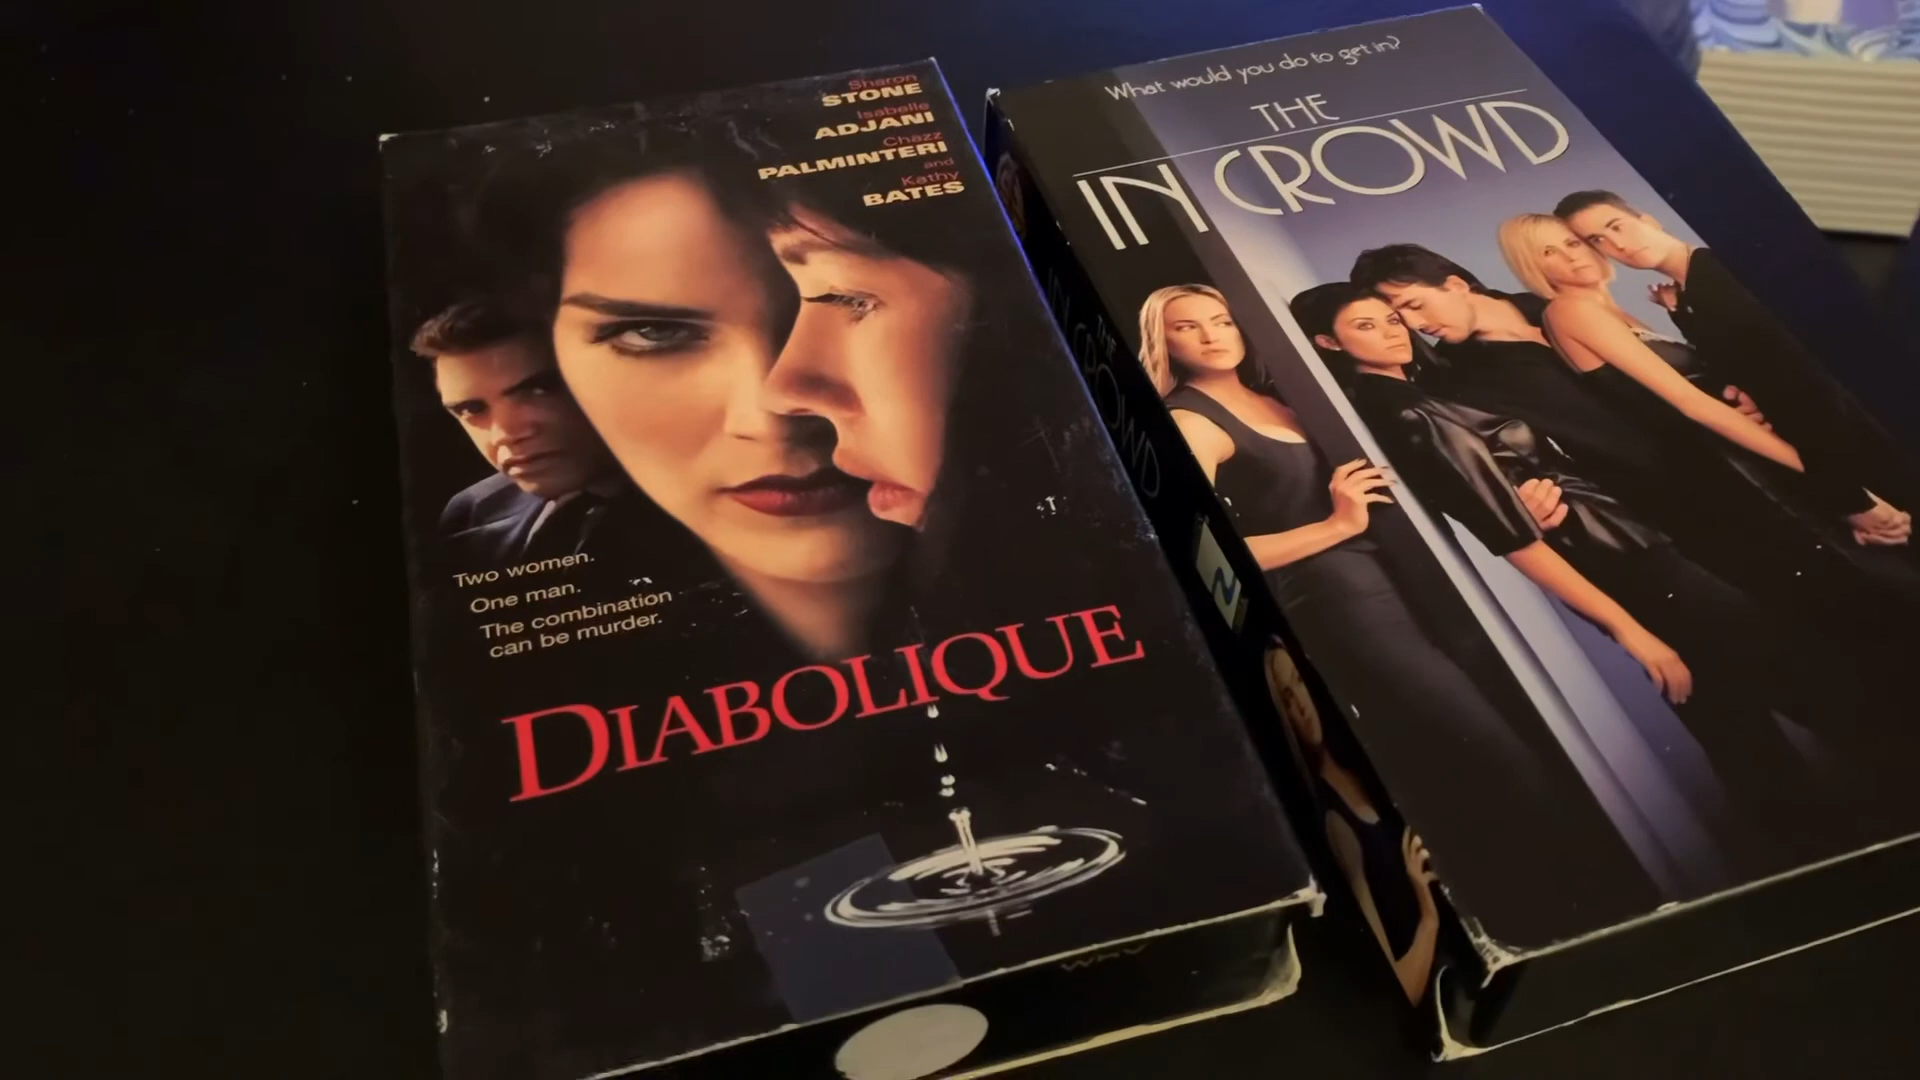 Sharon
STONE
Isabelle
ADJANI
Chazz
PALMINTERI
and
Kathy
BATES
Two women.
One man.
The combination
can be murder.
DIABOLIQUE
WHV
What would you do to get in?
THE
IN CROWD
THE
IN CROWD